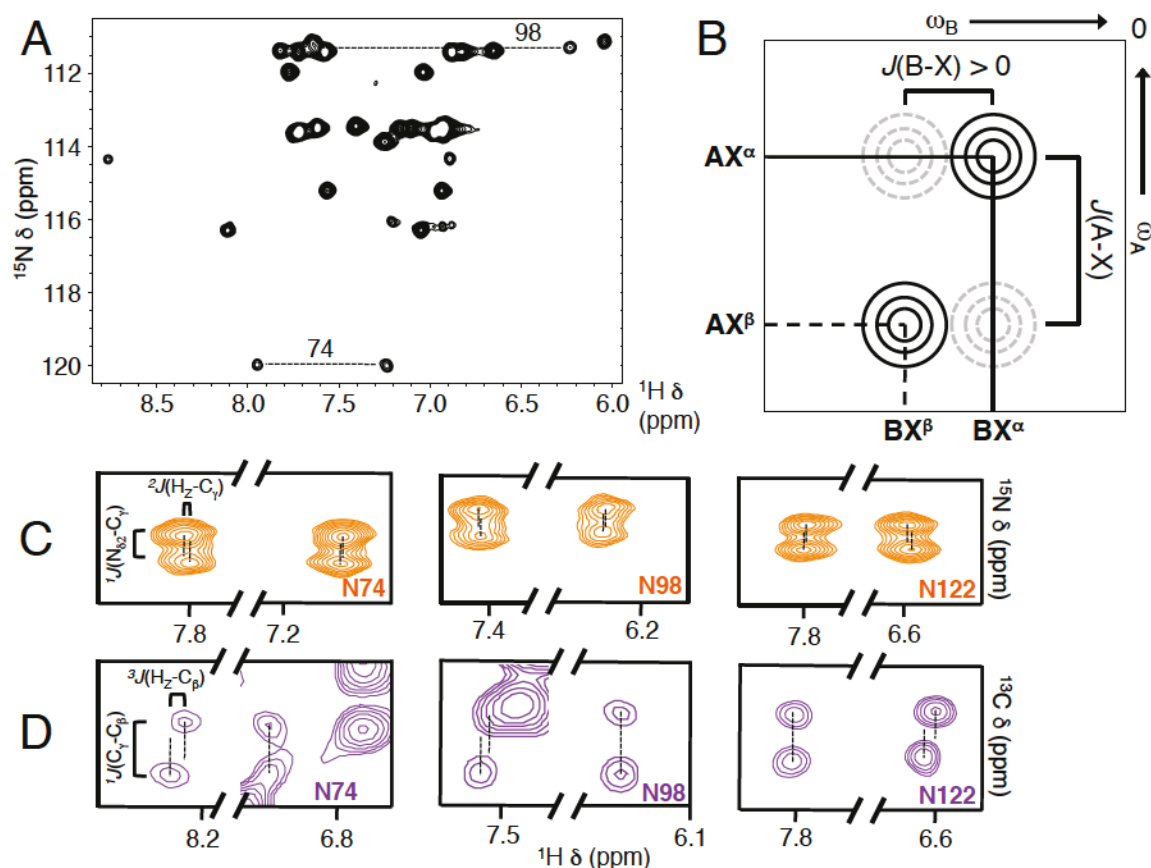 A
98
112
114
116
118
120
¹⁵N δ (ppm)
74
8.5
8.0
7.5
7.0
6.5
6.0
¹H δ
(ppm)
B
ω_B
0
J(B-X) > 0
AX^α
J(A-X)
ω_A
AX^β
BX^β
BX^α
C
²J(H_Z-C_γ)
¹J(N_δ2-C_γ)
N74
7.8
7.2
N98
7.4
6.2
N122
7.8
6.6
¹⁵N δ (ppm)
D
³J(H_Z-C_β)
¹J(C_γ-C_β)
N74
8.2
6.8
N98
7.5
6.1
N122
7.8
6.6
¹³C δ (ppm)
¹H δ (ppm)